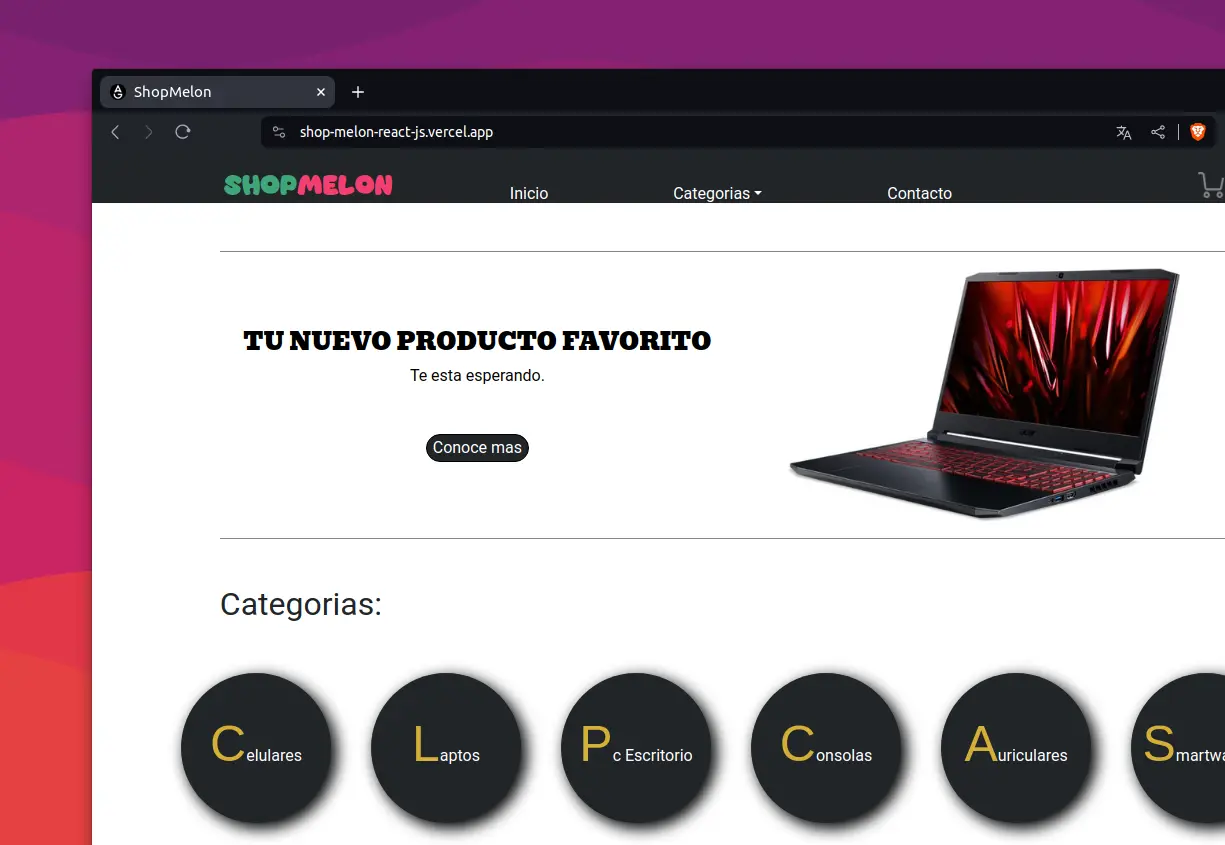 ShopMelon
shop-melon-react-js.vercel.app
SHOPMELON Inicio Categorias Contacto
TU NUEVO PRODUCTO FAVORITO
Te esta esperando.
Conoce mas
Categorias:
Celulares Laptos Pc Escritorio Consolas Auriculares Smartwa